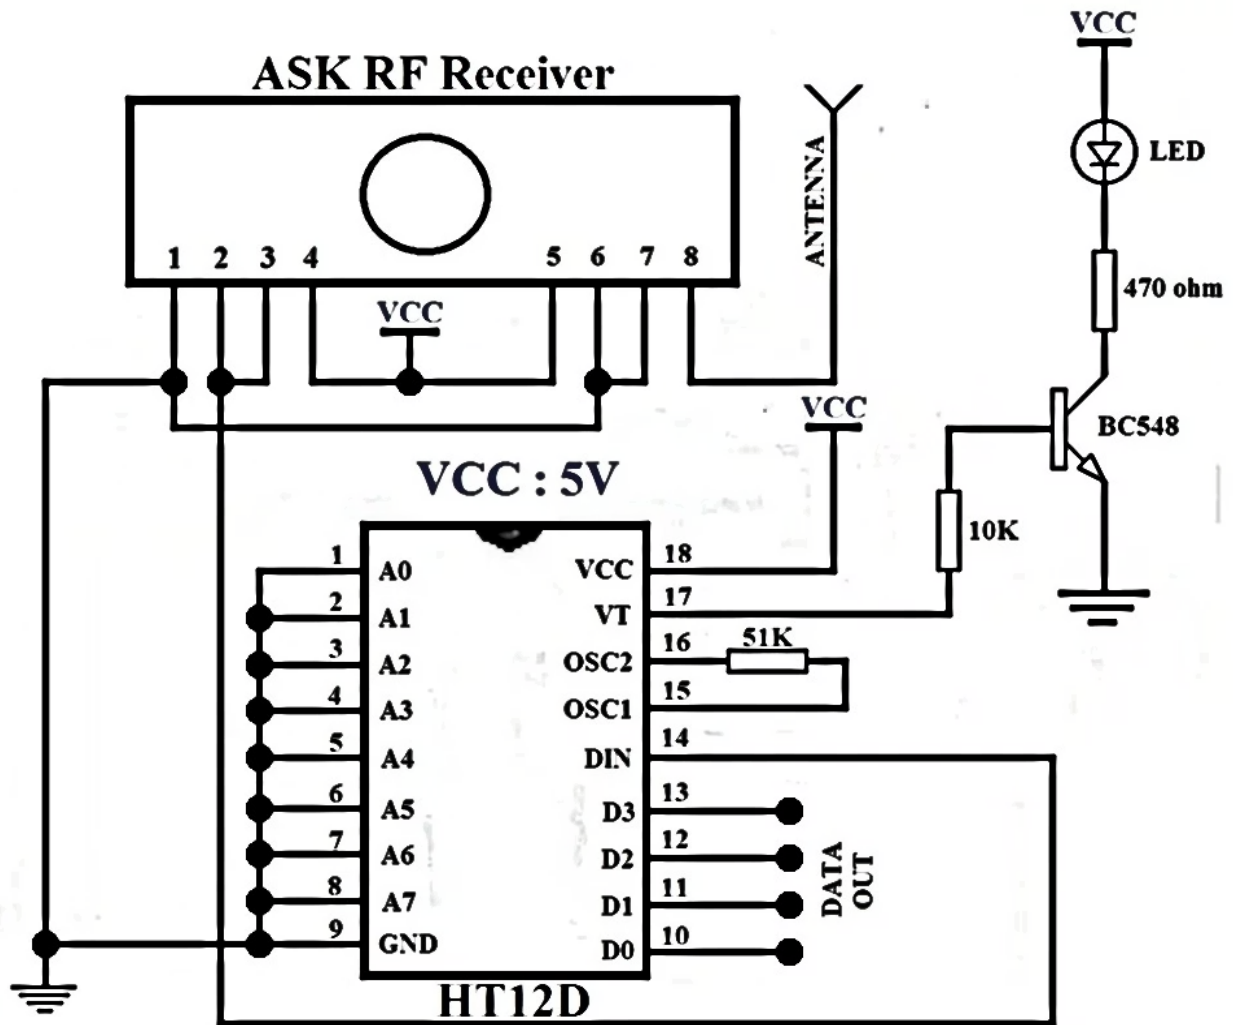 VCC
ASK RF Receiver
LED
ANTENNA
1 2 3 4 5 6 7 8
470 ohm
VCC
VCC
BC548
VCC : 5V
10K
1 A0 VCC 18
2 A1 VT 17
3 A2 OSC2 16 51K
4 A3 OSC1 15
5 A4 DIN 14
6 A5 D3 13
7 A6 D2 12
8 A7 D1 11
9 GND D0 10
DATA
OUT
HT12D